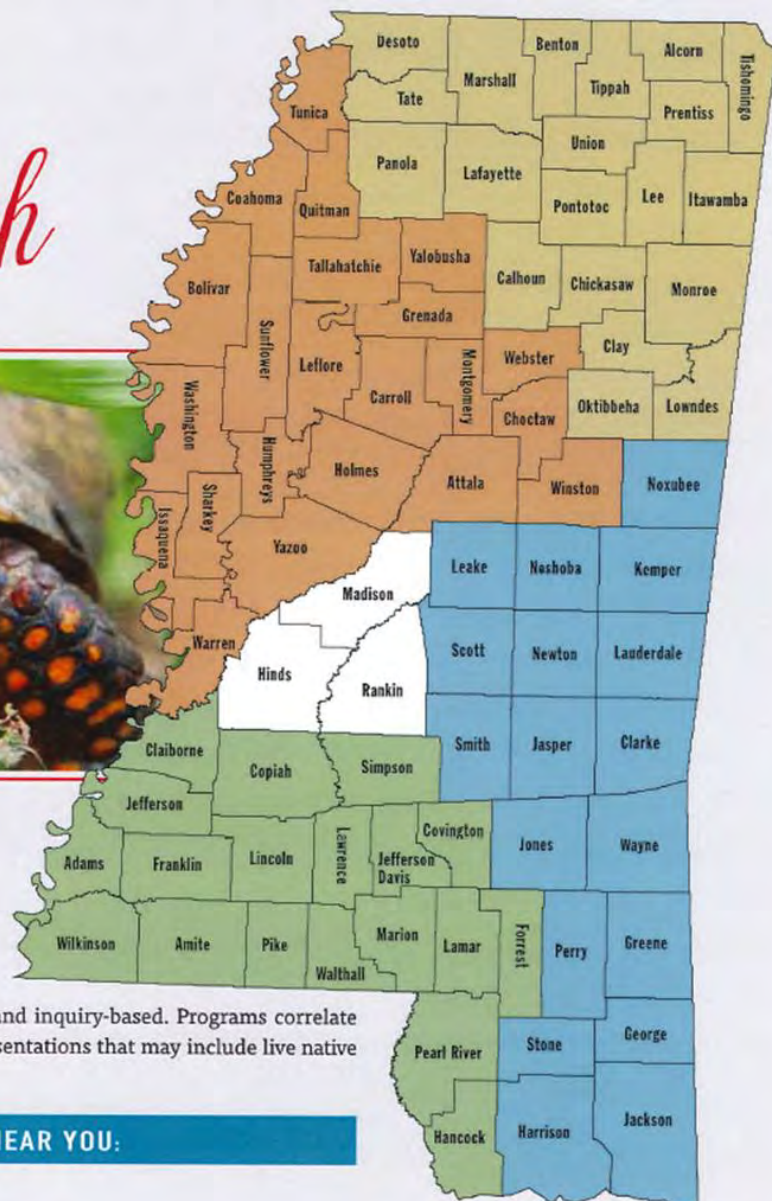 h
Desoto
Marshall
Benton
Tippah
Alcorn
Tishomingo
Tate
Prentiss
Tunica
Union
Panola
Lafayette
Coahoma
Quitman
Pontotoc
Lee
Itawamba
Tallahatchie
Yalobusha
Bolivar
Calhoun
Chickasaw
Monroe
Grenada
Sunflower
Leflore
Montgomery
Webster
Clay
Washington
Carroll
Choctaw
Oktibbeha
Lowndes
Humphreys
Holmes
Attala
Winston
Noxubee
Sharkey
Issaquena
Yazoo
Leake
Neshoba
Kemper
Madison
Warren
Hinds
Rankin
Scott
Newton
Lauderdale
Claiborne
Copiah
Simpson
Smith
Jasper
Clarke
Jefferson
Adams
Franklin
Lincoln
Lawrence
Jefferson
Davis
Covington
Jones
Wayne
Wilkinson
Amite
Pike
Walthall
Marion
Lamar
Forrest
Perry
Greene
and inquiry-based. Programs correlate
sentations that may include live native
Pearl River
Stone
George
Hancock
Harrison
Jackson
NEAR YOU: